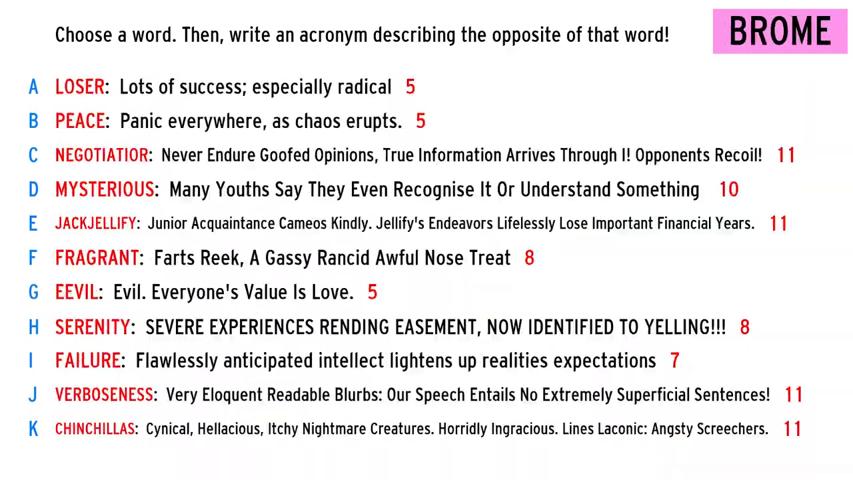 Choose a word. Then, write an acronym describing the opposite of that word!
BROME
A LOSER: Lots of success; especially radical 5
B PEACE: Panic everywhere, as chaos erupts. 5
C NEGOTIATIOR: Never Endure Goofed Opinions, True Information Arrives Through I! Opponents Recoil! 11
D MYSTERIOUS: Many Youths Say They Even Recognise It Or Understand Something 10
E JACKJELLIFY: Junior Acquaintance Cameos Kindly. Jellify's Endeavors Lifelessly Lose Important Financial Years. 11
F FRAGRANT: Farts Reek, A Gassy Rancid Awful Nose Treat 8
G EEVIL: Evil. Everyone's Value Is Love. 5
H SERENITY: SEVERE EXPERIENCES RENDING EASEMENT, NOW IDENTIFIED TO YELLING!!! 8
I FAILURE: Flawlessly anticipated intellect lightens up realities expectations 7
J VERBOSENESS: Very Eloquent Readable Blurbs: Our Speech Entails No Extremely Superficial Sentences! 11
K CHINCHILLAS: Cynical, Hellacious, Itchy Nightmare Creatures. Horridly Ingracious. Lines Laconic: Angsty Screechers. 11